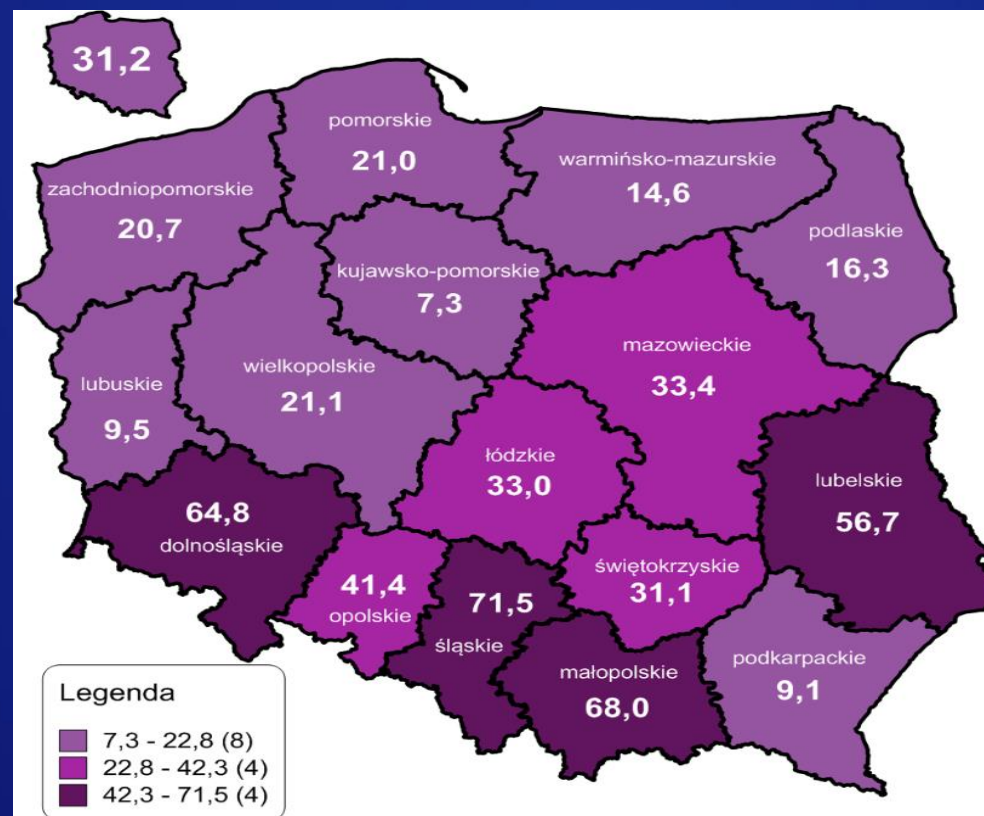 31,2
pomorskie
21,0
warmińsko-mazurskie
14,6
zachodniopomorskie
20,7
podlaskie
16,3
kujawsko-pomorskie
7,3
mazowieckie
33,4
wielkopolskie
21,1
lubuskie
9,5
łódzkie
33,0
lubelskie
56,7
64,8
dolnośląskie
41,4
opolskie
71,5
śląskie
świętokrzyskie
31,1
małopolskie
68,0
podkarpackie
9,1
Legenda
7,3 - 22,8 (8)
22,8 - 42,3 (4)
42,3 - 71,5 (4)